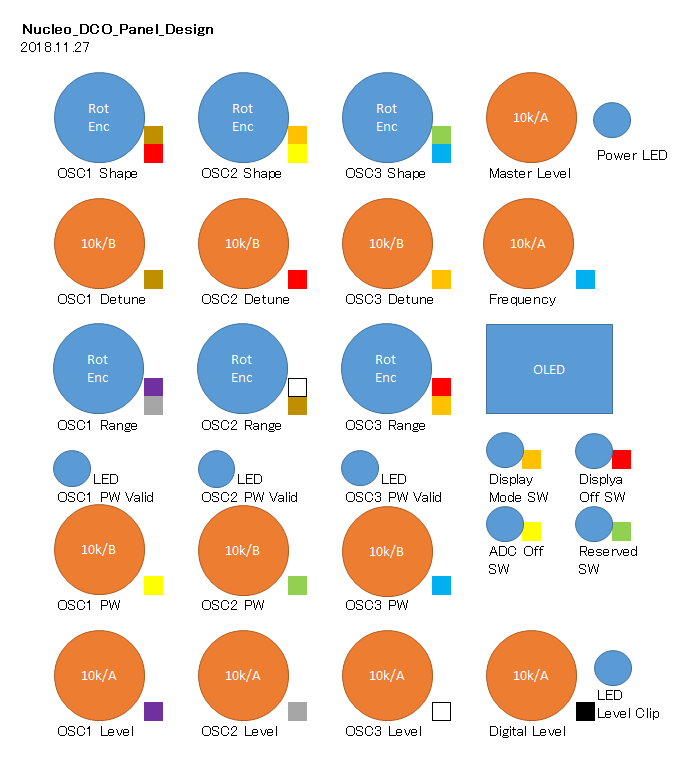 Nucleo_DCO_Panel_Design
2018.11.27
Rot
Enc
Rot
Enc
Rot
Enc
10k/A
Power LED
OSC1 Shape
OSC2 Shape
OSC3 Shape
Master Level
10k/B
10k/B
10k/B
10k/A
OSC1 Detune
OSC2 Detune
OSC3 Detune
Frequency
Rot
Enc
Rot
Enc
Rot
Enc
OLED
OSC1 Range
OSC2 Range
OSC3 Range
LED
OSC1 PW Valid
LED
OSC2 PW Valid
LED
OSC3 PW Valid
Display
Mode SW
Displya
Off SW
10k/B
10k/B
10k/B
ADC Off
SW
Reserved
SW
OSC1 PW
OSC2 PW
OSC3 PW
10k/A
10k/A
10k/A
10k/A
LED
Level Clip
OSC1 Level
OSC2 Level
OSC3 Level
Digital Level